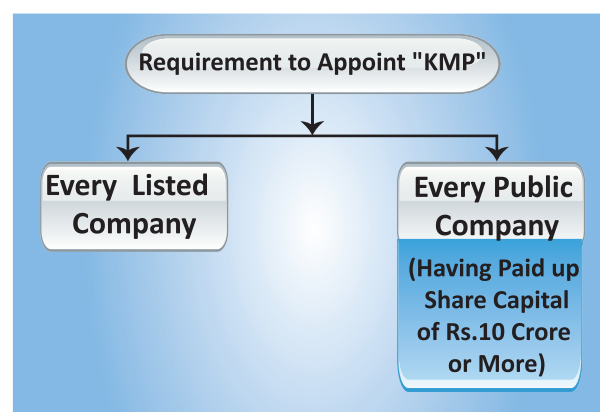 Requirement to Appoint "KMP"
Every Listed
Company
Every Public
Company
(Having Paid up
Share Capital
of Rs.10 Crore
or More)